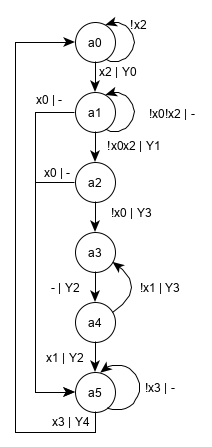 !x2
a0
x2 | Y0
x0 | -
a1
!x0!x2 | -
!x0x2 | Y1
x0 | -
a2
!x0 | Y3
a3
- | Y2
!x1 | Y3
a4
x1 | Y2
a5
!x3 | -
x3 | Y4